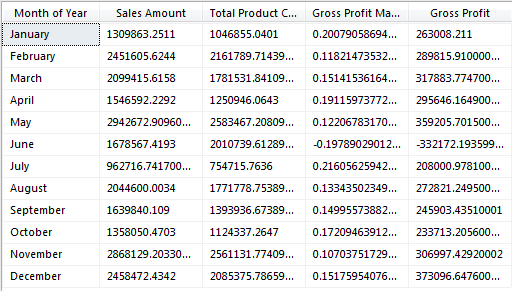 Month of Year Sales Amount Total Product C... Gross Profit Ma... Gross Profit
January 1309863.2511 1046855.0401 0.20079058694... 263008.211
February 2451605.6244 2161789.71439... 0.11821473532... 289815.910000...
March 2099415.6158 1781531.84109... 0.15141536164... 317883.774700...
April 1546592.2292 1250946.0643 0.19115973772... 295646.164900...
May 2942672.90960... 2583467.20809... 0.12206783170... 359205.701500...
June 1678567.4193 2010739.61289... -0.19789029012... -332172.193599...
July 962716.741700... 754715.7636 0.21605625942... 208000.978100...
August 2044600.0034 1771778.75389... 0.13343502349... 272821.249500...
September 1639840.109 1393936.67389... 0.14995573882... 245903.43510001
October 1358050.4703 1124337.2647 0.17209463912... 233713.205600...
November 2868129.20330... 2561131.77409... 0.10703751729... 306997.42920002
December 2458472.4342 2085375.78659... 0.15175954076... 373096.647600...